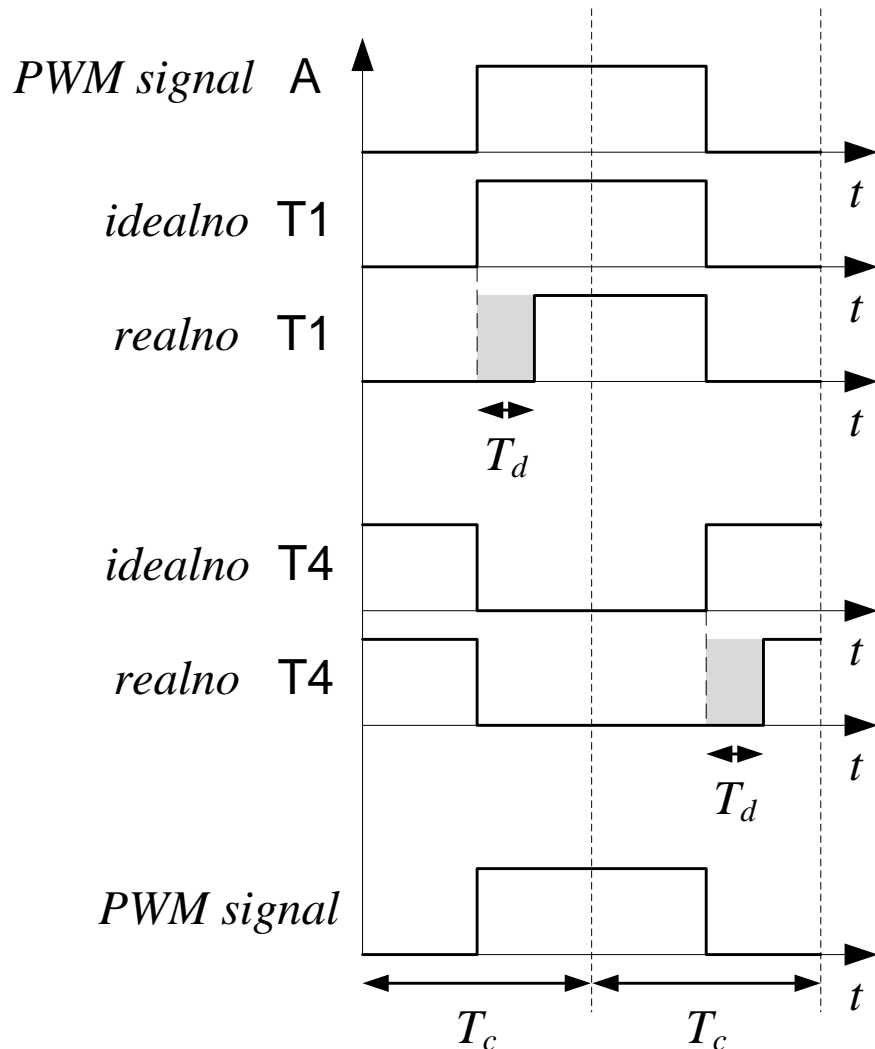 PWM signal A
t
idealno T1
t
realno T1
t
T_d
idealno T4
t
realno T4
t
T_d
PWM signal
t
T_c T_c